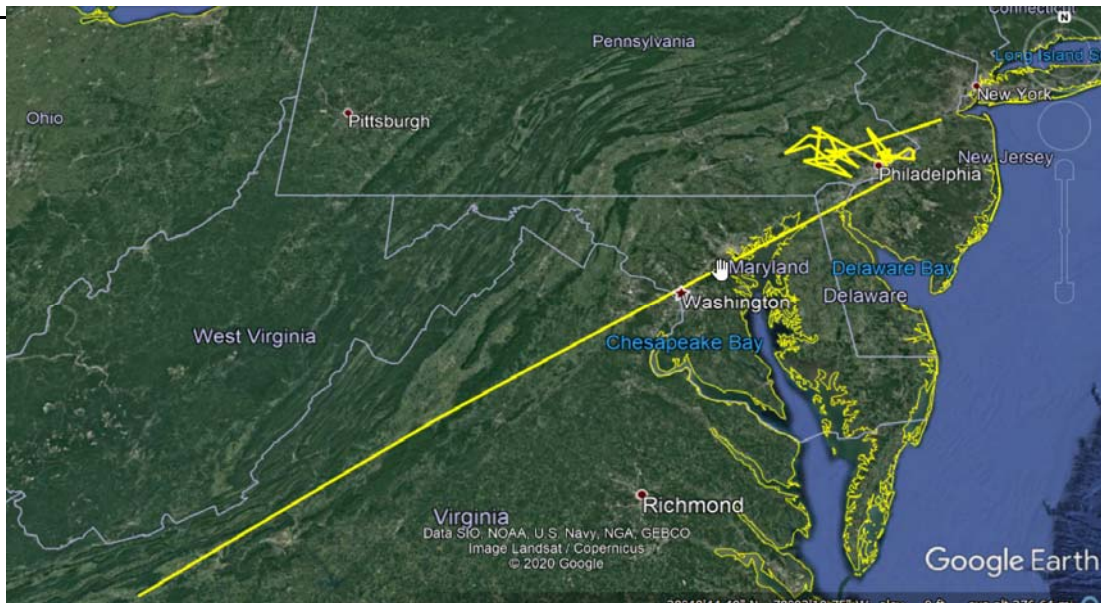 Connecticut
N
Pennsylvania
Long Island S
New York
Ohio
Pittsburgh
New Jersey
Philadelphia
Maryland
Delaware Bay
Washington
Delaware
West Virginia
Chesapeake Bay
Richmond
Virginia
Data SIO, NOAA, U.S. Navy, NGA, GEBCO
Image Landsat / Copernicus
© 2020 Google
Google Earth